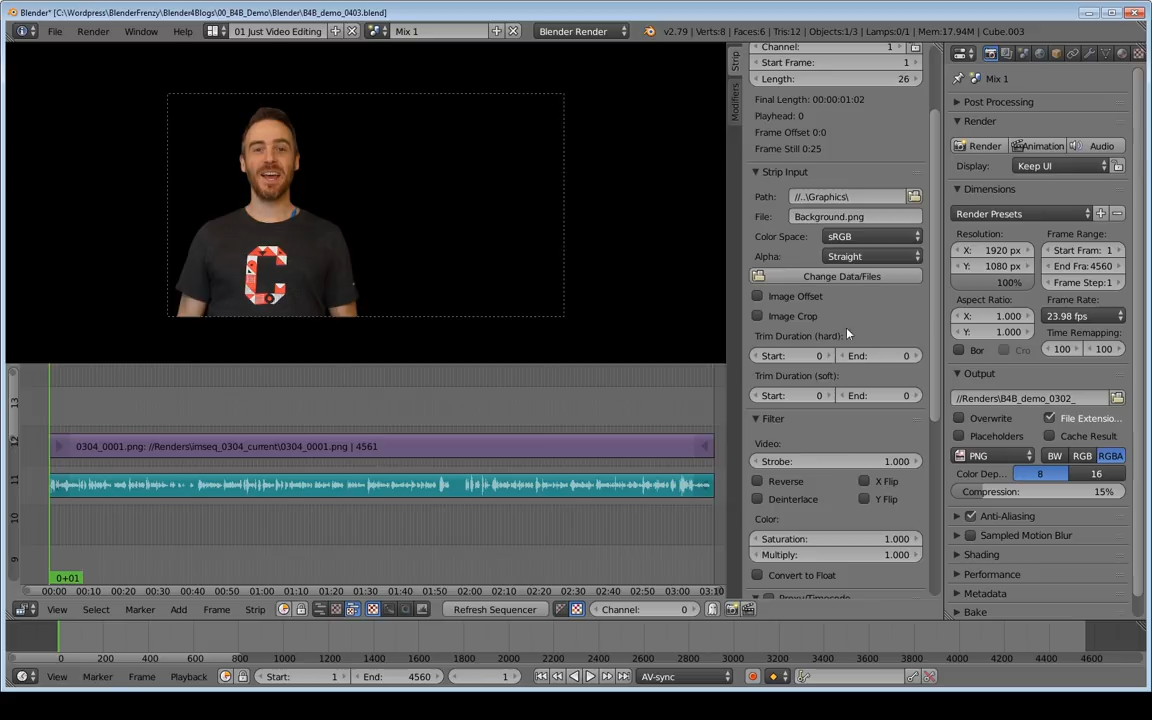 Blender* [C:\Wordpress\BlenderFrenzy\Blender4Blogs\00_B4B_Demo\Blender\B4B_demo_0403.blend]
File Render Window Help 01 Just Video Editing Mix 1 Blender Render v2.79 | Verts:8 | Faces:6 | Tris:12 | Objects:1/3 | Lamps:0/1 | Mem:17.94M | Cube.003
Strip
Modifiers
Channel: 1
Start Frame: 1
Length: 26
Final Length: 00:00:01:02
Playhead: 0
Frame Offset 0:0
Frame Still 0:25
Strip Input
Path: //..\Graphics\
File: Background.png
Color Space: sRGB
Alpha: Straight
Change Data/Files
Image Offset
Image Crop
Trim Duration (hard):
Start: 0 End: 0
Trim Duration (soft):
Start: 0 End: 0
Filter
Video:
Strobe: 1.000
Reverse X Flip
Deinterlace Y Flip
Color:
Saturation: 1.000
Multiply: 1.000
Convert to Float
Proxy/Timecode
Mix 1
Post Processing
Render
Render Animation Audio
Display: Keep UI
Dimensions
Render Presets
Resolution: Frame Range:
X: 1920 px Start Fram: 1
Y: 1080 px End Fra:4560
100% Frame Step:1
Aspect Ratio: Frame Rate:
X: 1.000 23.98 fps
Y: 1.000 Time Remapping:
Bor Cro 100 100
Output
//Renders\B4B_demo_0302_
Overwrite File Extensio...
Placeholders Cache Result
PNG BW RGB RGBA
Color Dep... 8 16
Compression: 15%
Anti-Aliasing
Sampled Motion Blur
Shading
Performance
Metadata
Bake
C
13
12
11
10
9
0304_0001.png: //Renders\imseq_0304_current\0304_0001.png | 4561
0+01
00:00 00:10 00:20 00:30 00:40 00:50 01:00 01:10 01:20 01:30 01:40 01:50 02:00 02:10 02:20 02:30 02:40 02:50 03:00 03:10
View Select Marker Add Frame Strip Refresh Sequencer Channel: 0
0 200 400 600 800 1000 1200 1400 1600 1800 2000 2200 2400 2600 2800 3000 3200 3400 3600 3800 4000 4200 4400 4600
View Marker Frame Playback Start: 1 End: 4560 1 AV-sync